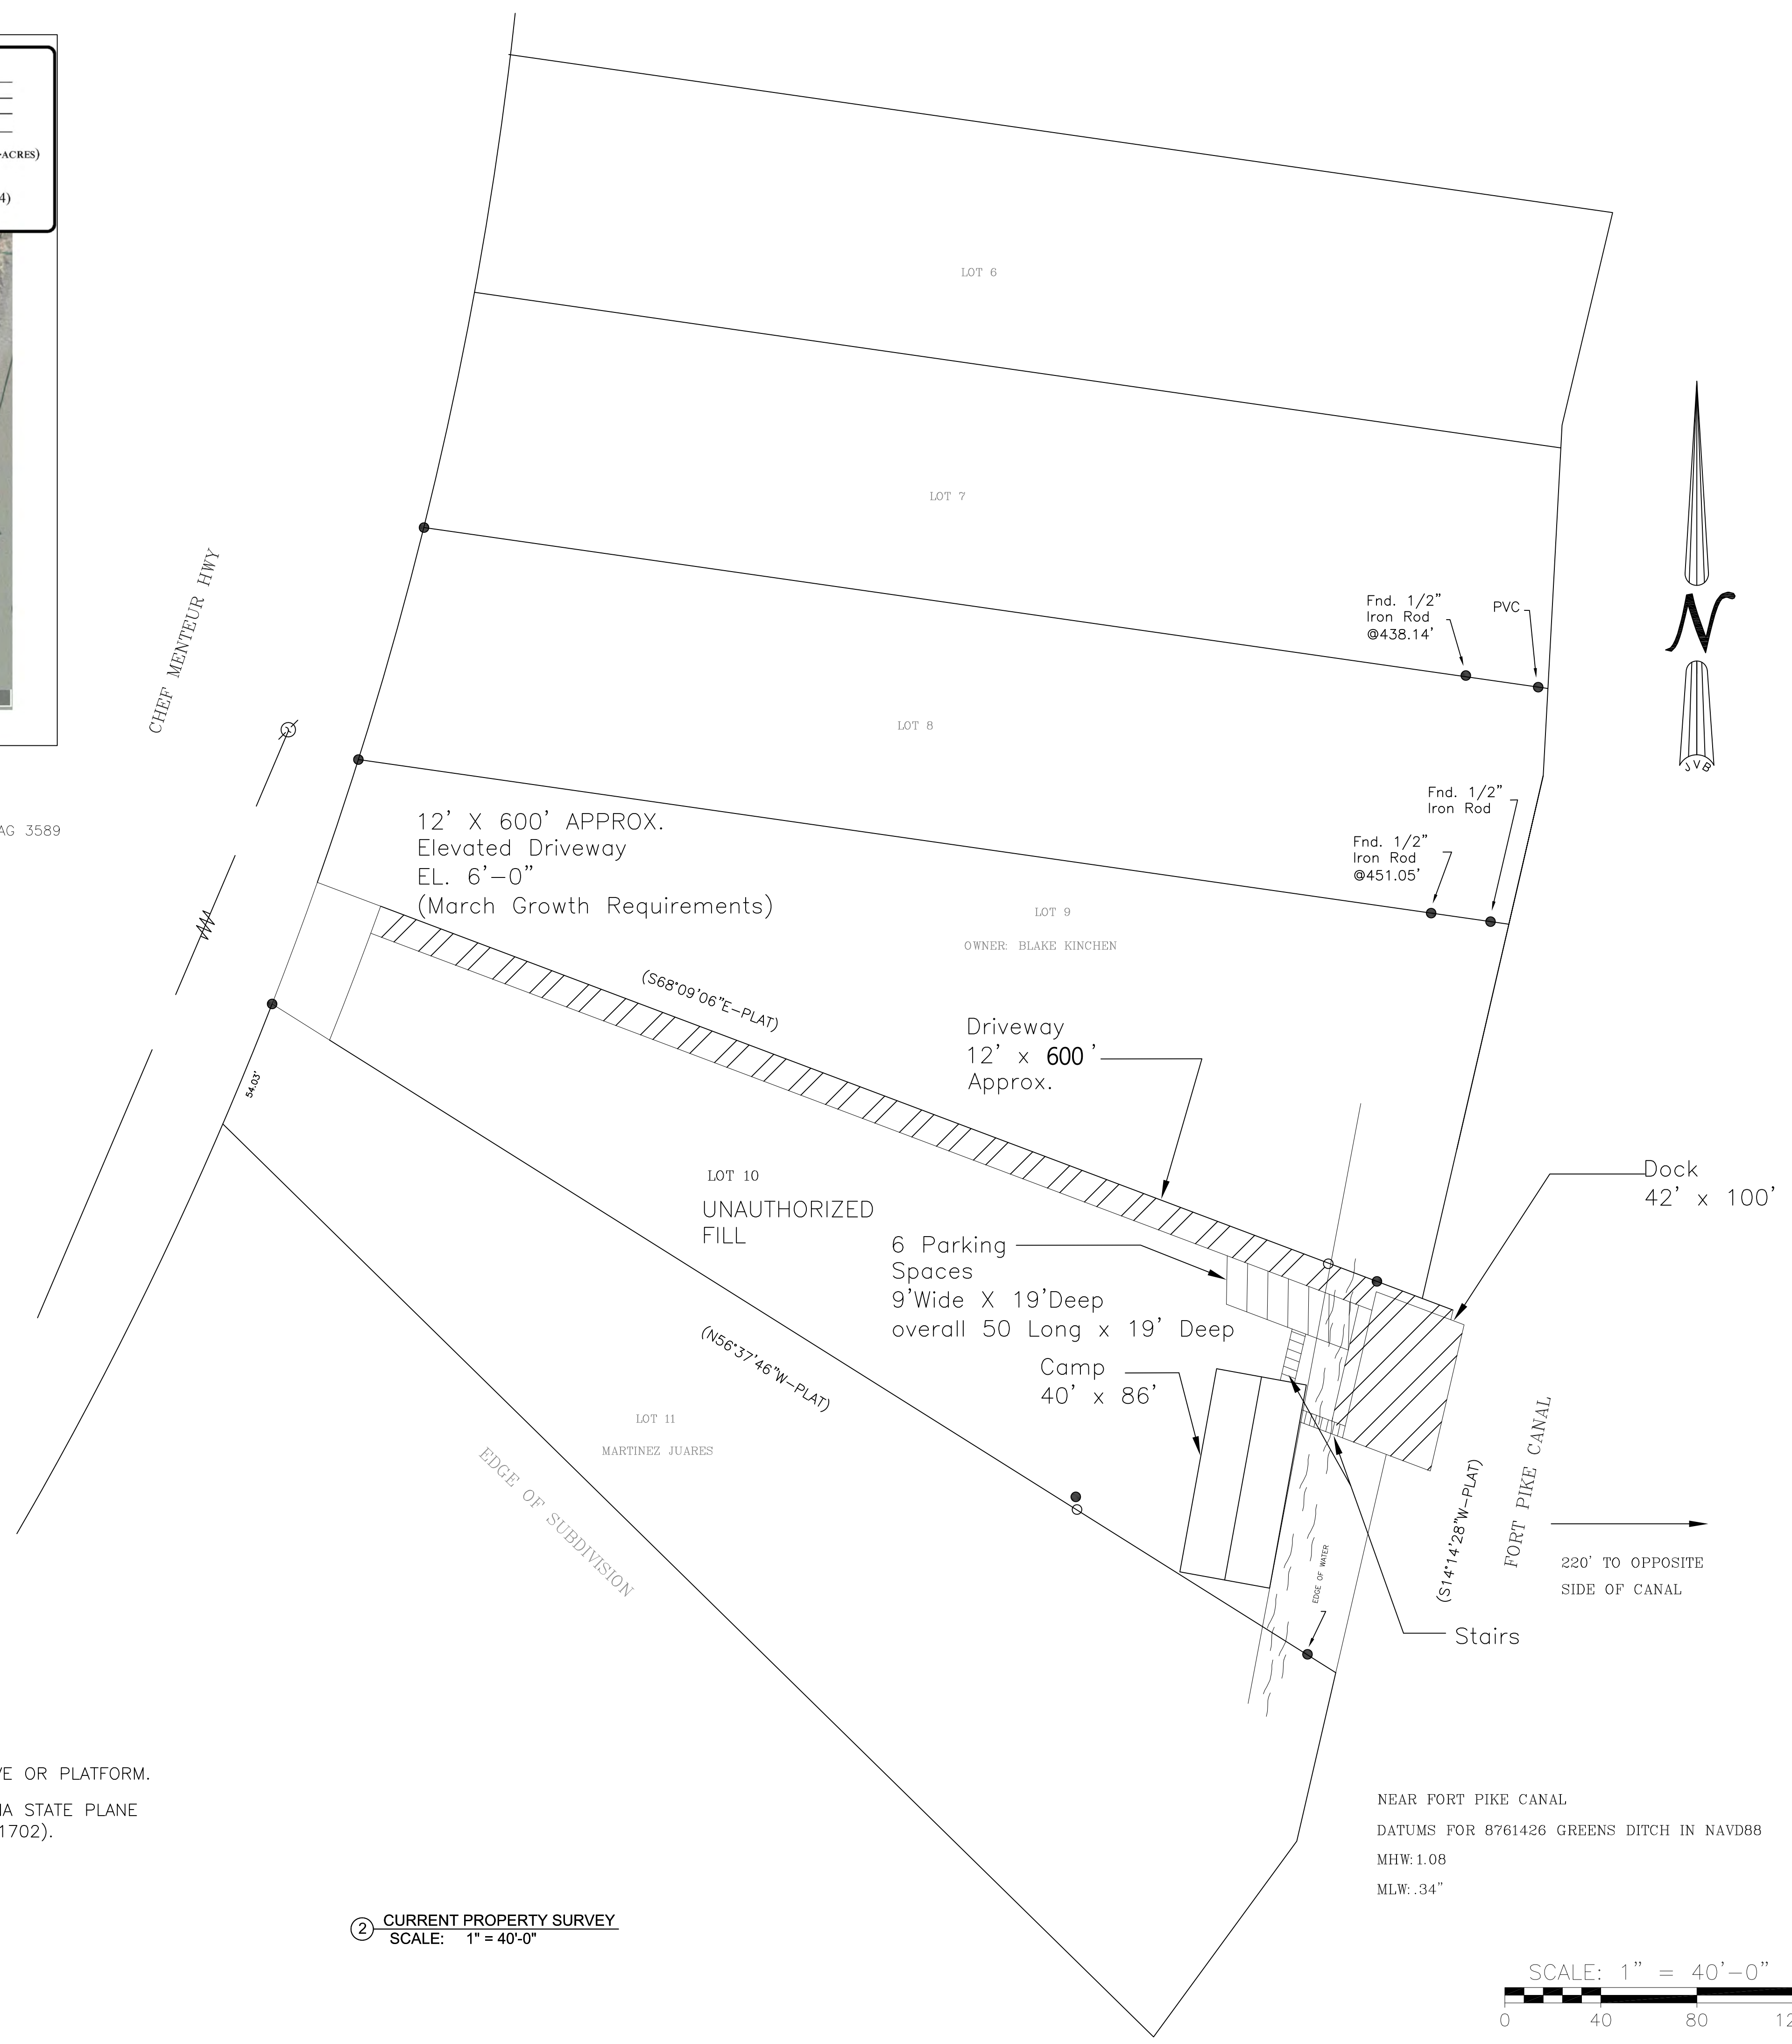 -ACRES)
4)
LOT 6
LOT 7
CHEF MENTEUR HWY
Fnd. 1/2"
Iron Rod
@438.14'
PVC
N
JVB
LOT 8
AG 3589
12' X 600' APPROX.
Elevated Driveway
EL. 6'-0"
(March Growth Requirements)
Fnd. 1/2"
Iron Rod
Fnd. 1/2"
Iron Rod
@451.05'
LOT 9
OWNER: BLAKE KINCHEN
(S68°09'06"E-PLAT)
Driveway
12' x 600'
Approx.
54.03'
LOT 10
UNAUTHORIZED
FILL
Dock
42' x 100'
6 Parking
Spaces
9'Wide X 19'Deep
overall 50 Long x 19' Deep
Camp
40' x 86'
(N56°37'46"W-PLAT)
LOT 11
MARTINEZ JUARES
EDGE OF SUBDIVISION
EDGE OF WATER
(S14°14'28"W-PLAT)
FORT PIKE CANAL
220' TO OPPOSITE
SIDE OF CANAL
Stairs
VE OR PLATFORM.
NA STATE PLANE
1702).
NEAR FORT PIKE CANAL
DATUMS FOR 8761426 GREENS DITCH IN NAVD88
MHW: 1.08
MLW: .34"
2 CURRENT PROPERTY SURVEY
SCALE: 1" = 40'-0"
SCALE: 1" = 40'-0"
0 40 80 12